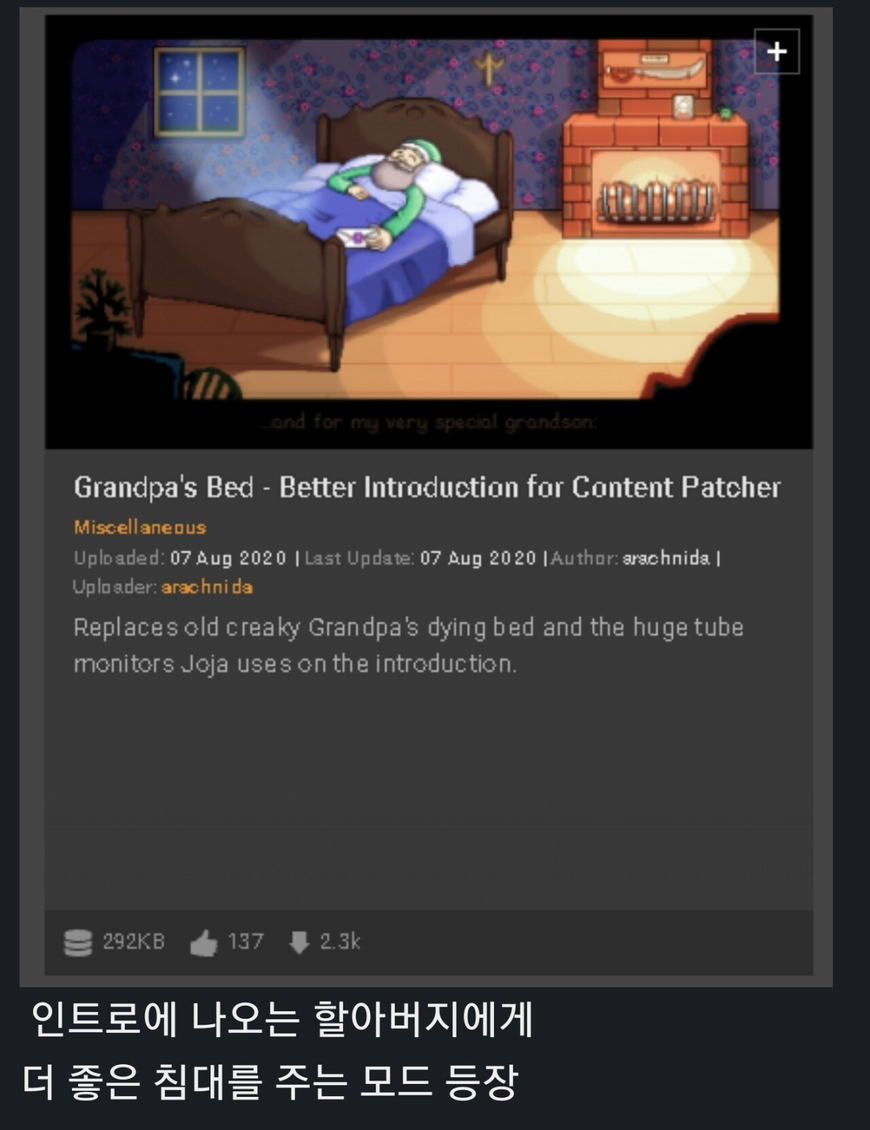 ...and for my very special grandson:
Grandpa's Bed - Better Introduction for Content Patcher
Miscellaneous
Uploaded: 07 Aug 2020 | Last Update: 07 Aug 2020 | Author: arachnida |
Uploader: arachnida
Replaces old creaky Grandpa's dying bed and the huge tube
monitors Joja uses on the introduction.
292KB 137 2.3k
인트로에 나오는 할아버지에게
더 좋은 침대를 주는 모드 등장